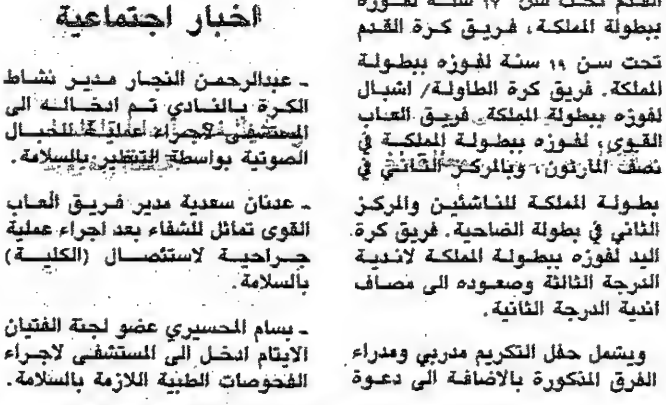 القدم تحت سن ١٧ سنة لفوزه
ببطولة المملكة، فريق كرة القدم
تحت سن ١٩ سنة لفوزه ببطولة
المملكة. فريق كرة الطاولة/ اشبال
لفوزه ببطولة المملكة فريق العاب
القوى، لفوزه ببطولة المملكة في
نصف المارثون، وبالمركز الثاني في
بطولة المملكة للناشئين والمركز
الثاني في بطولة الضاحية. فريق كرة
اليد لفوزه ببطولة المملكة لاندية
الدرجة الثالثة وصعوده الى مصاف
أندية الدرجة الثانية.
ويشمل حفل التكريم مدربي ومدراء
الفرق المذكورة بالاضافة الى دعوة
اخبار اجتماعية
ـ عبدالرحمن النجار مدير نشاط
الكرة بالنادي تم ادخاله الى
المستشفى لاجراء عملية للحبال
الصوتية بواسطة التنظير بالسلامة.
ـ عدنان سعدية مدير فريق العاب
القوى تماثل للشفاء بعد اجراء عملية
جراحية لاستئصال (الكلية)
بالسلامة.
ـ بسام المحسيري عضو لجنة الفتيان
الايتام ادخل الى المستشفى لاجراء
الفحوصات الطبية اللازمة بالسلامة.